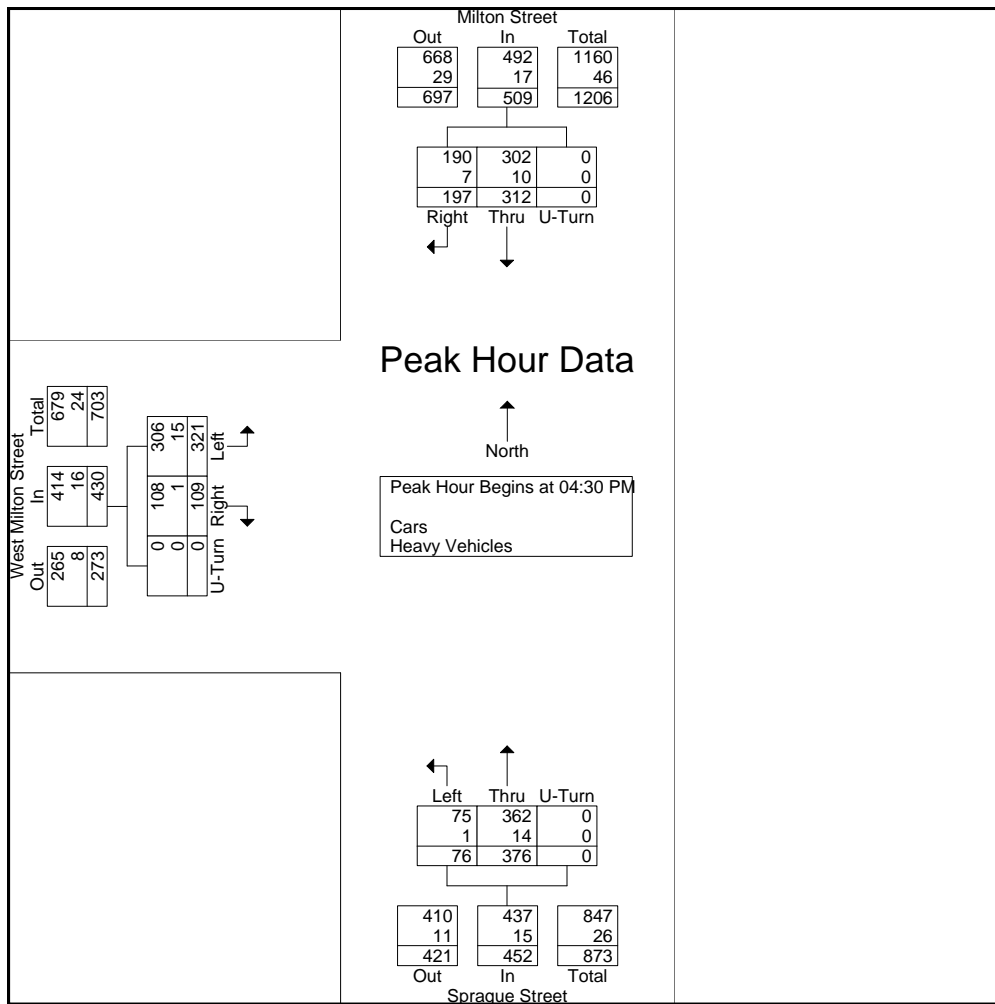 Milton Street
Out In Total
668 492 1160
29 17 46
697 509 1206
190 302 0
7 10 0
197 312 0
Right Thru U-Turn
Peak Hour Data
North
Peak Hour Begins at 04:30 PM
Cars
Heavy Vehicles
West Milton Street
Out In Total
265 414 679
8 16 24
273 430 703
0 108 306
0 1 15
0 109 321
U-Turn Right Left
Left Thru U-Turn
75 362 0
1 14 0
76 376 0
410 437 847
11 15 26
421 452 873
Out In Total
Sprague Street